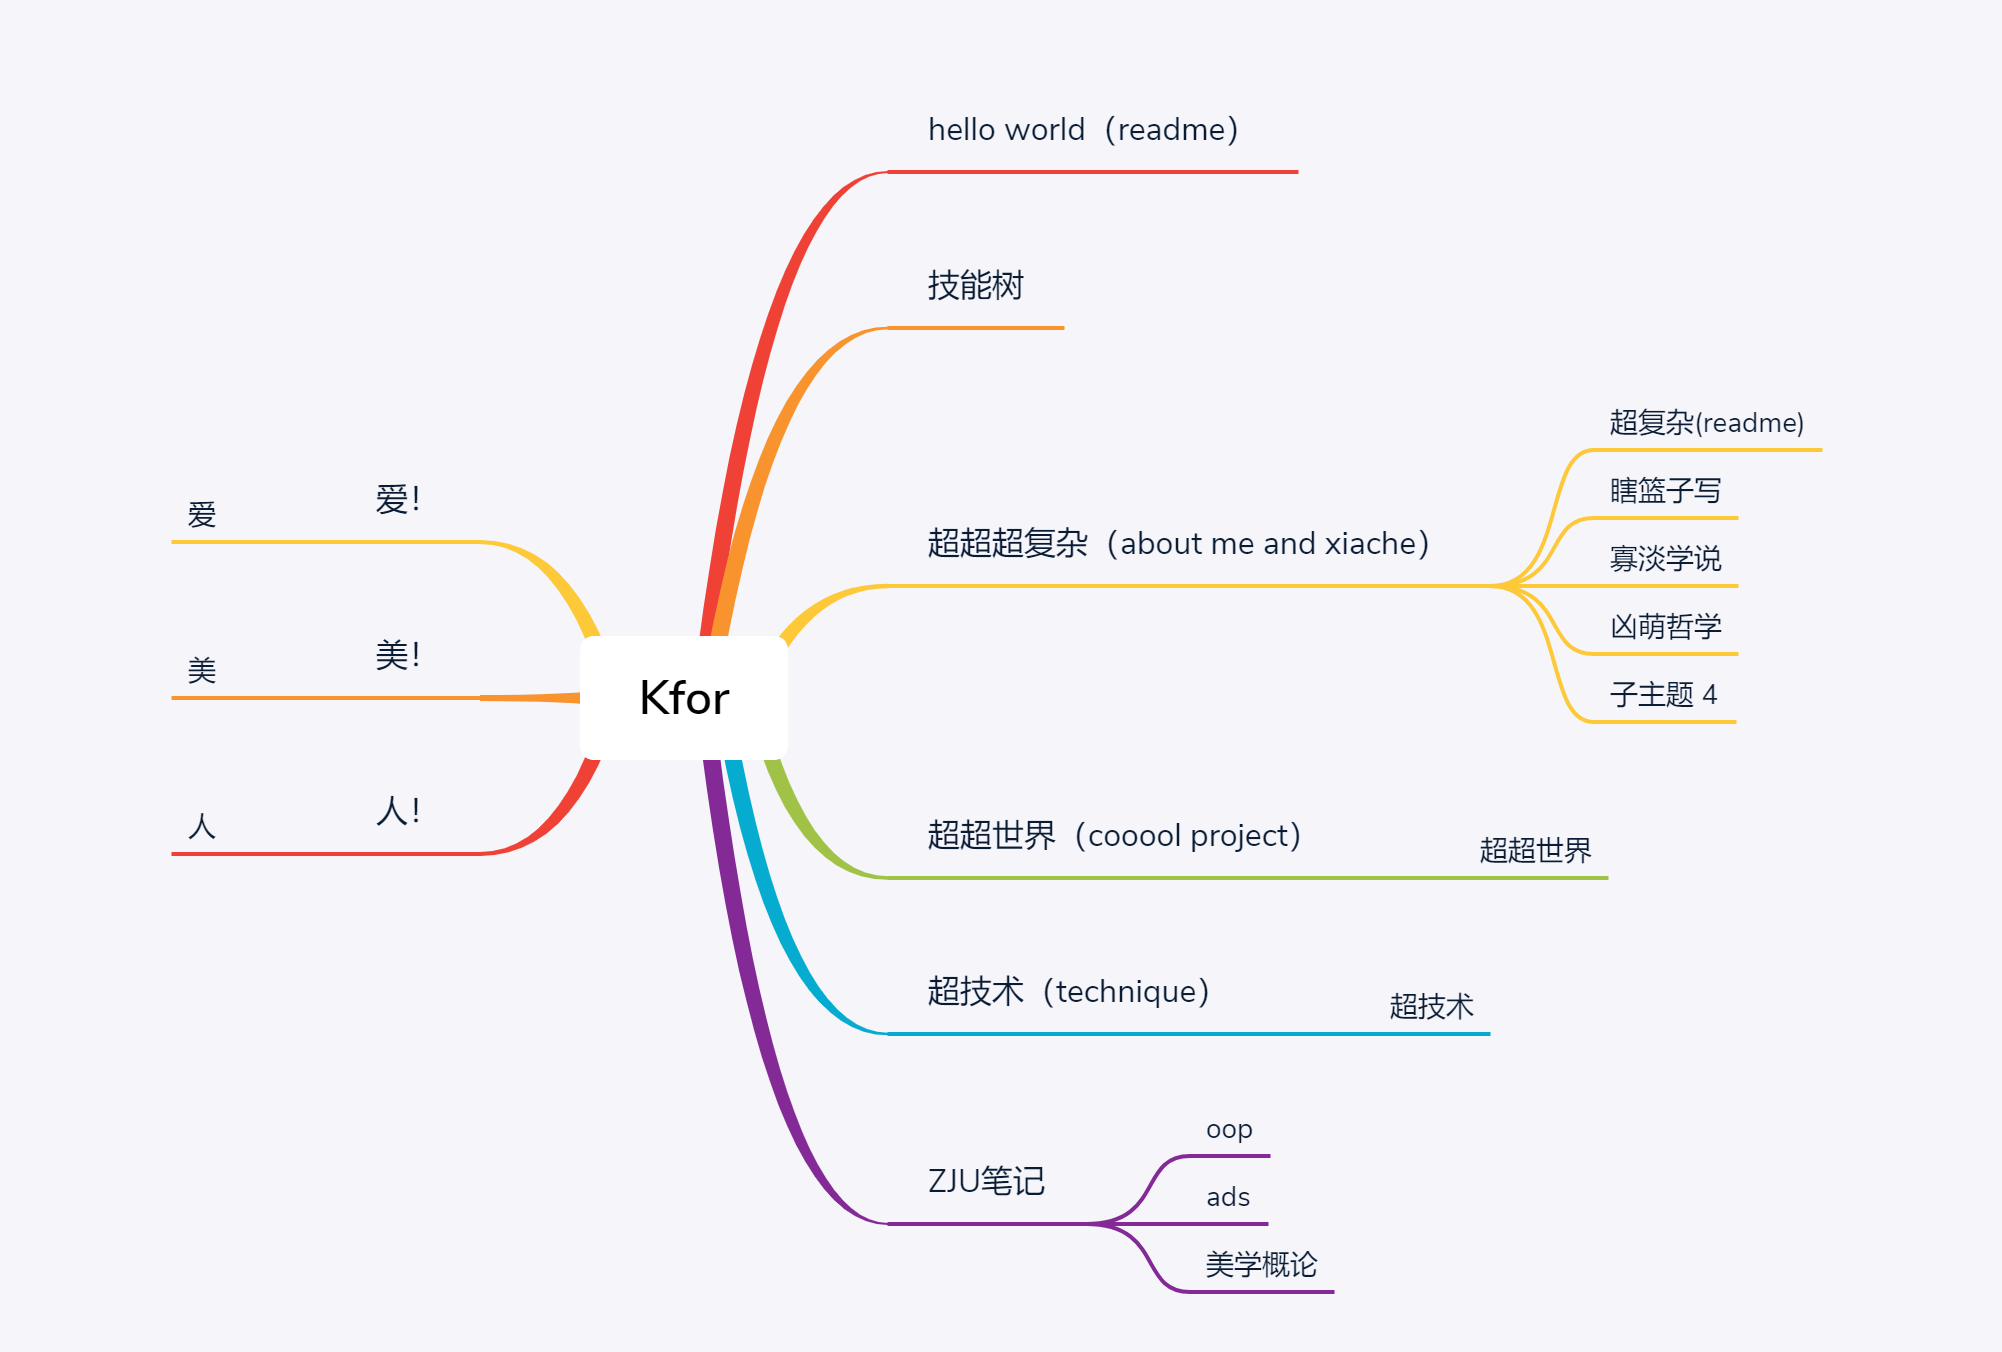 Kfor
hello world（readme）
技能树
超超超复杂（about me and xiache）
超复杂(readme)
瞎篮子写
寡淡学说
凶萌哲学
子主题 4
超超世界（cooool project）
超超世界
超技术（technique）
超技术
ZJU笔记
oop
ads
美学概论
爱！
爱
美！
美
人！
人